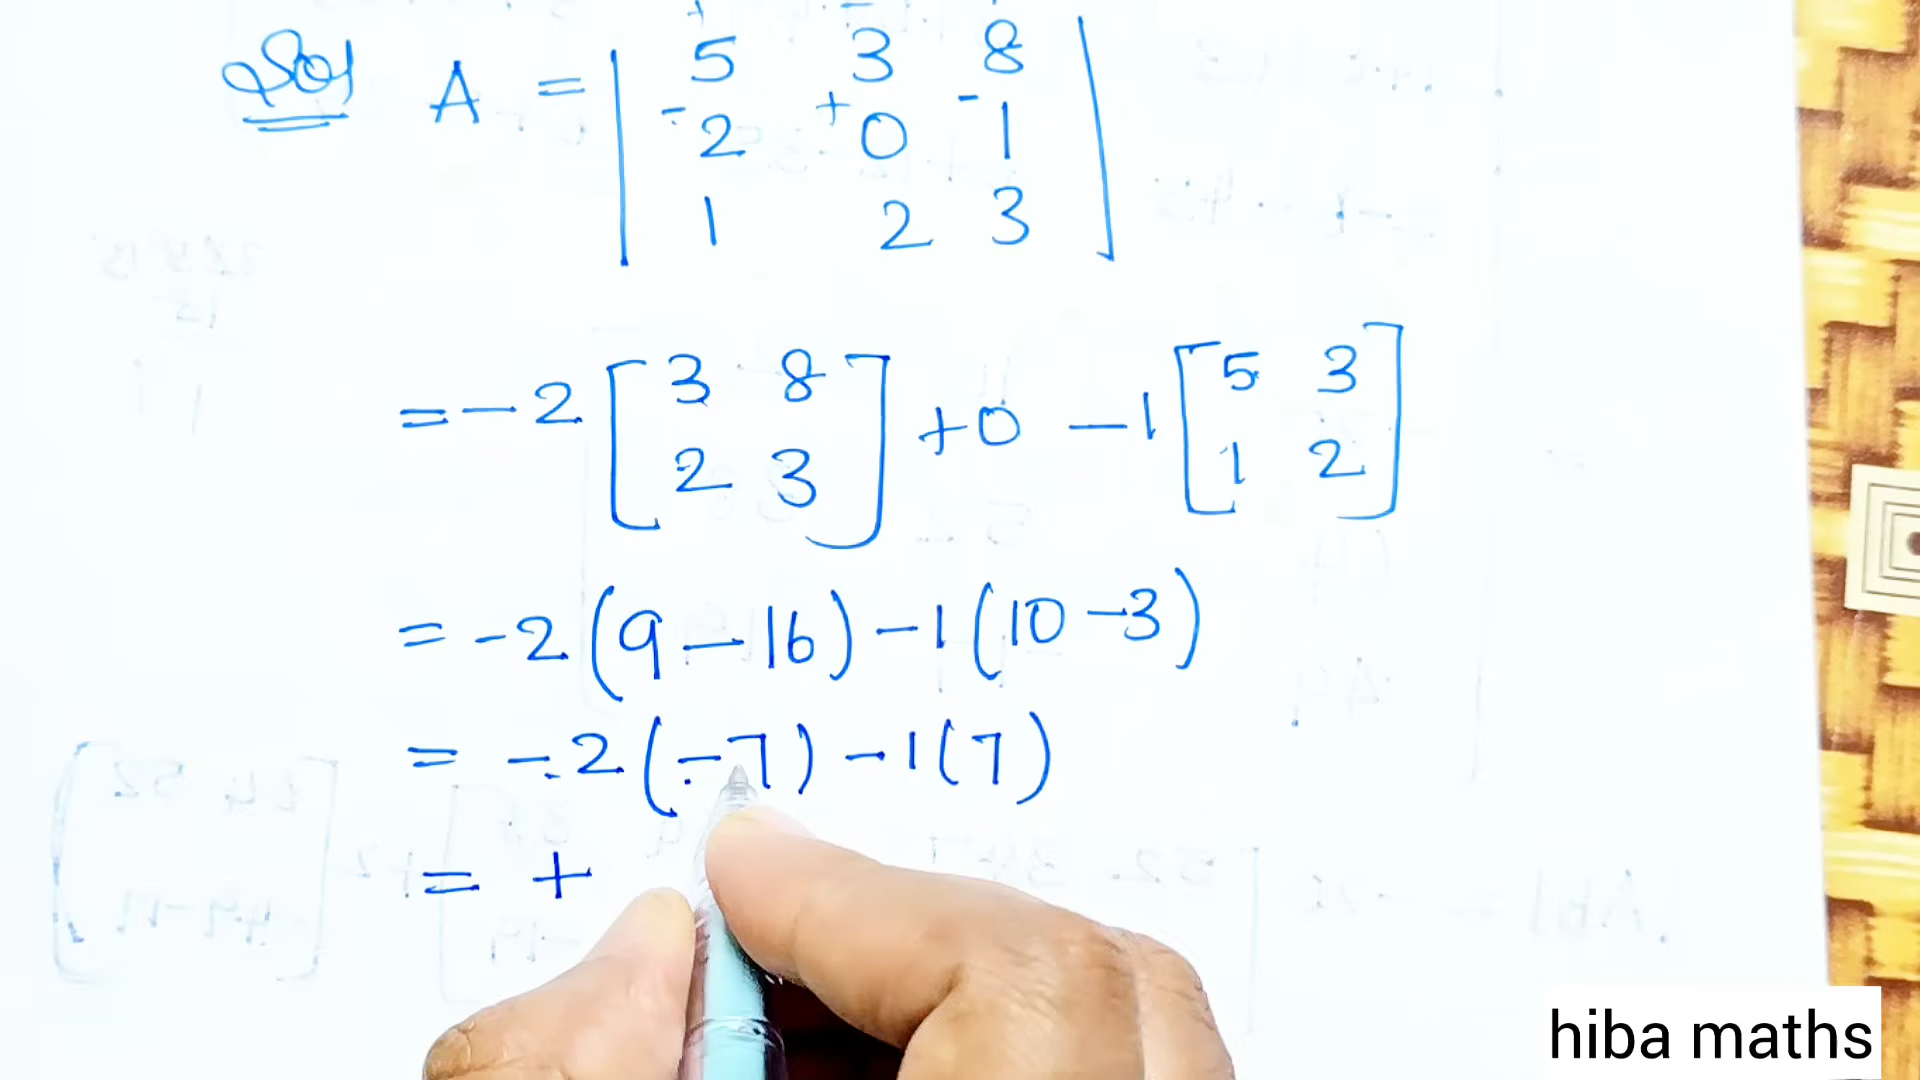 Sol A = | 5 3 8 |
- 2 + 0 - 1
1 2 3
= - 2 [ 3 8 ] + 0 - 1 [ 5 3 ]
2 3 1 2
= - 2 ( 9 - 16 ) - 1 ( 10 - 3 )
= - 2 ( - 7 ) - 1 ( 7 )
= +
hiba maths